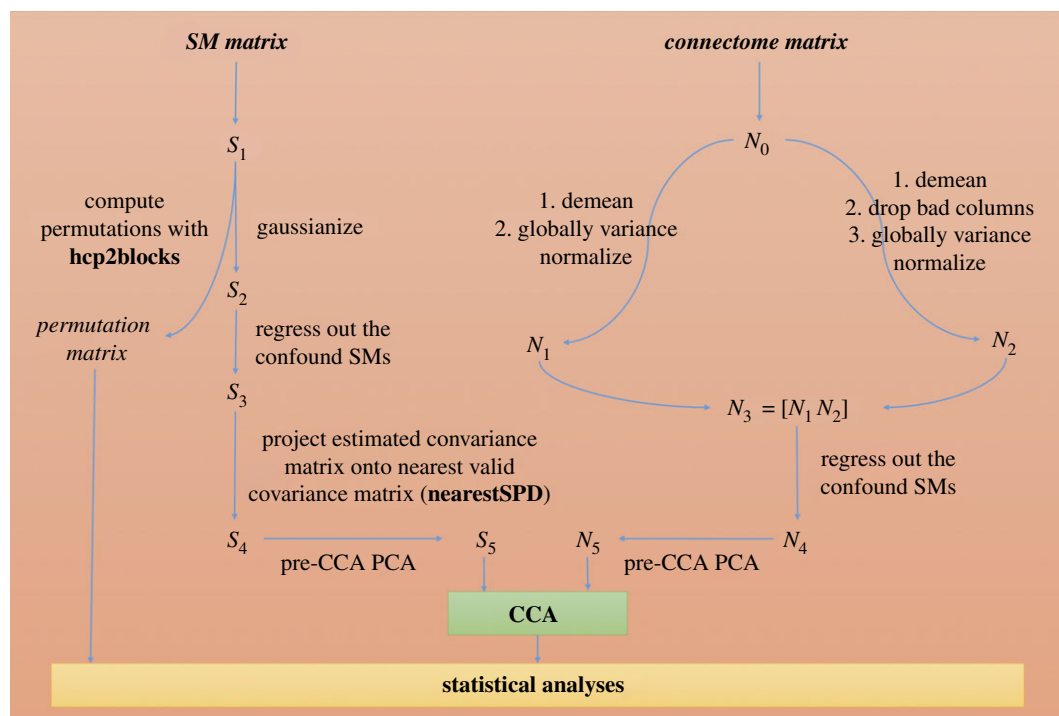 SM matrix
connectome matrix
S1
N0
compute
permutations with
hcp2blocks
gaussianize
1. demean
2. globally variance
normalize
1. demean
2. drop bad columns
3. globally variance
normalize
S2
permutation
matrix
regress out the
confound SMs
N1
N2
S3
N3 = [N1 N2]
project estimated convariance
matrix onto nearest valid
covariance matrix (nearestSPD)
regress out the
confound SMs
S4
S5
N5
N4
pre-CCA PCA
pre-CCA PCA
CCA
statistical analyses